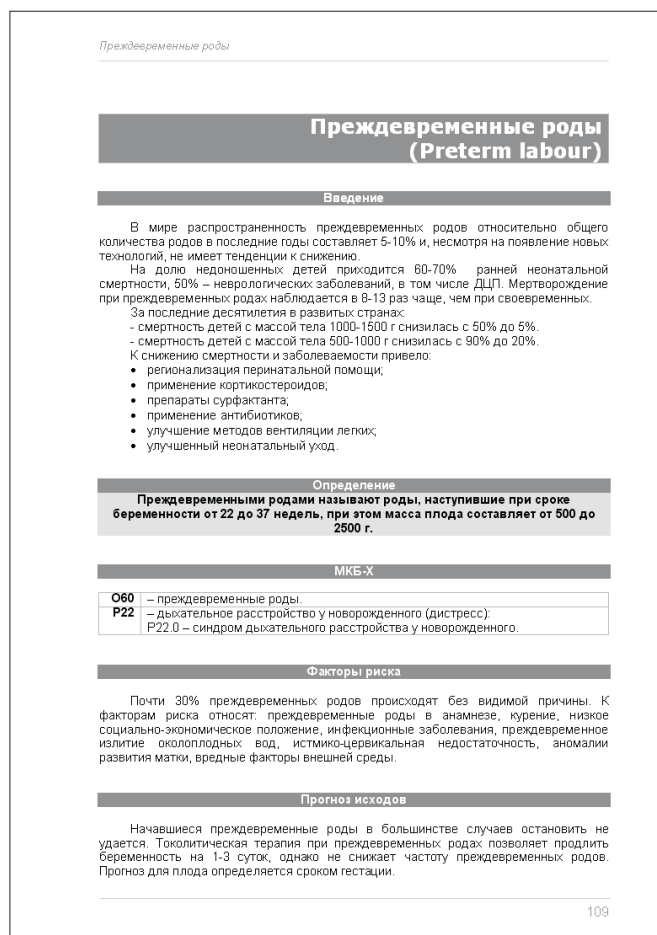 Преждевременные роды
Преждевременные роды
(Preterm labour)
Введение
В мире распространенность преждевременных родов относительно общего
количества родов в последние годы составляет 5-10% и, несмотря на появление новых
технологий, не имеет тенденции к снижению.
На долю недоношенных детей приходится 60-70% ранней неонатальной
смертности, 50% – неврологических заболеваний, в том числе ДЦП. Мертворождение
при преждевременных родах наблюдается в 8-13 раз чаще, чем при своевременных.
За последние десятилетия в развитых странах:
- смертность детей с массой тела 1000-1500 г снизилась с 50% до 5%.
- смертность детей с массой тела 500-1000 г снизилась с 90% до 20%.
К снижению смертности и заболеваемости привело:
• регионализация перинатальной помощи;
• применение кортикостероидов;
• препараты сурфактанта;
• применение антибиотиков;
• улучшение методов вентиляции легких;
• улучшенный неонатальный уход.
Определение
Преждевременными родами называют роды, наступившие при сроке
беременности от 22 до 37 недель, при этом масса плода составляет от 500 до
2500 г.
МКБ-X
O60 – преждевременные роды.
P22 – дыхательное расстройство у новорожденного (дистресс):
P22.0 – синдром дыхательного расстройства у новорожденного.
Факторы риска
Почти 30% преждевременных родов происходят без видимой причины. К
факторам риска относят: преждевременные роды в анамнезе, курение, низкое
социально-экономическое положение, инфекционные заболевания, преждевременное
излитие околоплодных вод, истмико-цервикальная недостаточность, аномалии
развития матки, вредные факторы внешней среды.
Прогноз исходов
Начавшиеся преждевременные роды в большинстве случаев остановить не
удается. Токолитическая терапия при преждевременных родах позволяет продлить
беременность на 1-3 суток, однако не снижает частоту преждевременных родов.
Прогноз для плода определяется сроком гестации.
109